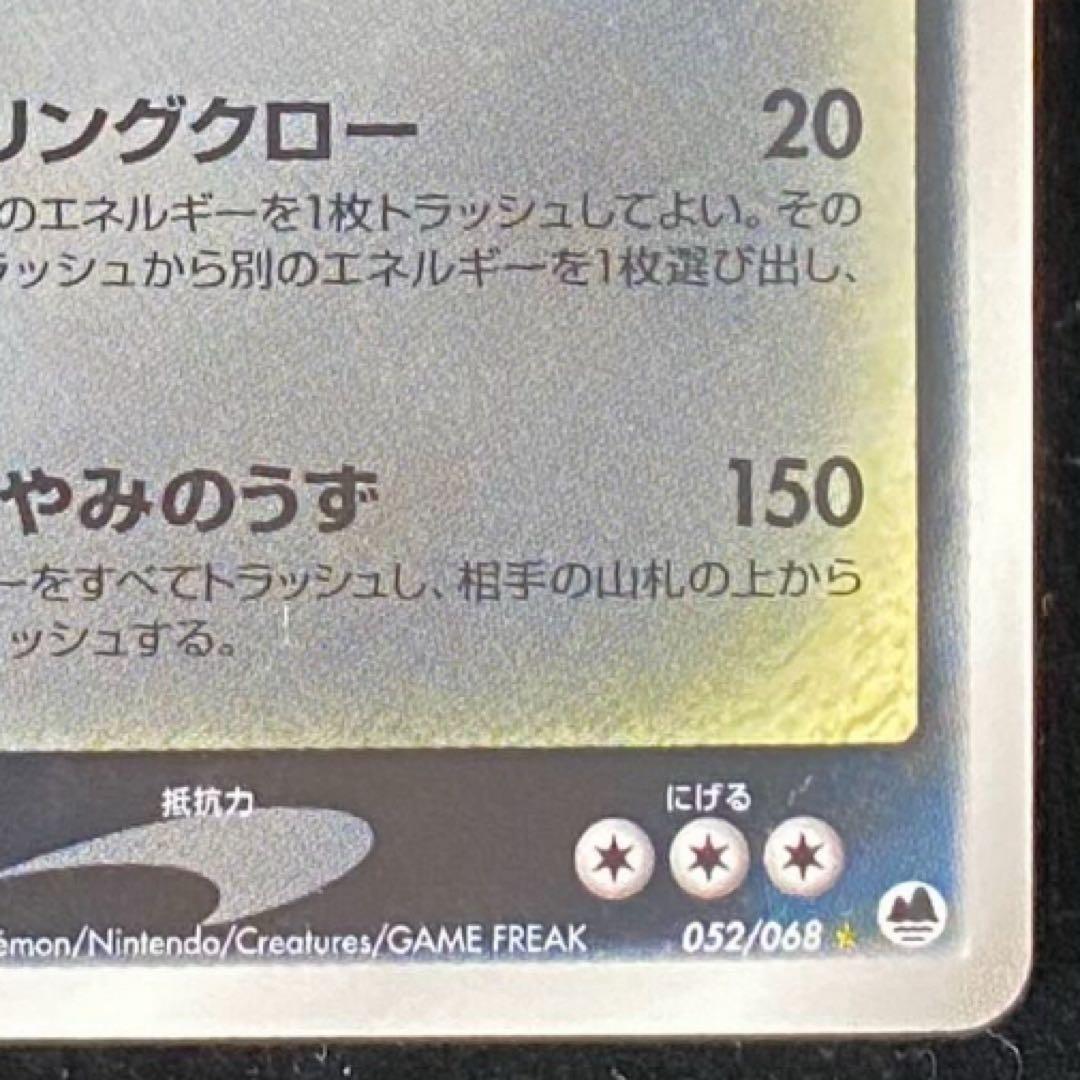 リングクロー 20
のエネルギーを1枚トラッシュしてよい。その
ラッシュから別のエネルギーを1枚選び出し、
やみのうず 150
ーをすべてトラッシュし、相手の山札の上から
ッシュする。
抵抗力 にげる
émon/Nintendo/Creatures/GAME FREAK 052/068